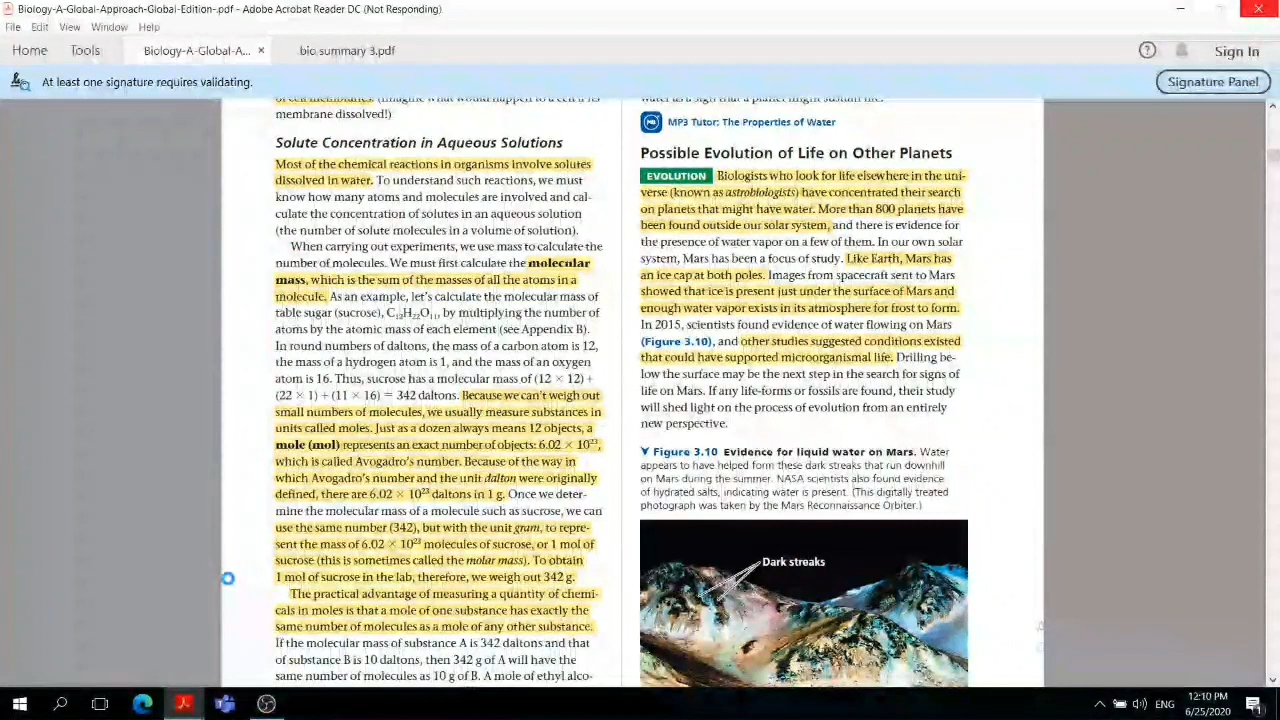 Biology-A-Global-Approach-Global-Edition-.pdf - Adobe Acrobat Reader DC (Not Responding)
File Edit View Window Help
Home Tools Biology-A-Global-A... × bio summary 3.pdf ? Sign In
At least one signature requires validating. Signature Panel
membrane dissolved!)
Solute Concentration in Aqueous Solutions
Most of the chemical reactions in organisms involve solutes
dissolved in water. To understand such reactions, we must
know how many atoms and molecules are involved and cal-
culate the concentration of solutes in an aqueous solution
(the number of solute molecules in a volume of solution).
When carrying out experiments, we use mass to calculate the
number of molecules. We must first calculate the molecular
mass, which is the sum of the masses of all the atoms in a
molecule. As an example, let's calculate the molecular mass of
table sugar (sucrose), C₁₂H₂₂O₁₁, by multiplying the number of
atoms by the atomic mass of each element (see Appendix B).
In round numbers of daltons, the mass of a carbon atom is 12,
the mass of a hydrogen atom is 1, and the mass of an oxygen
atom is 16. Thus, sucrose has a molecular mass of (12 × 12) +
(22 × 1) + (11 × 16) = 342 daltons. Because we can't weigh out
small numbers of molecules, we usually measure substances in
units called moles. Just as a dozen always means 12 objects, a
mole (mol) represents an exact number of objects: 6.02 × 10²³,
which is called Avogadro's number. Because of the way in
which Avogadro's number and the unit dalton were originally
defined, there are 6.02 × 10²³ daltons in 1 g. Once we deter-
mine the molecular mass of a molecule such as sucrose, we can
use the same number (342), but with the unit gram, to repre-
sent the mass of 6.02 × 10²³ molecules of sucrose, or 1 mol of
sucrose (this is sometimes called the molar mass). To obtain
1 mol of sucrose in the lab, therefore, we weigh out 342 g.
The practical advantage of measuring a quantity of chemi-
cals in moles is that a mole of one substance has exactly the
same number of molecules as a mole of any other substance.
If the molecular mass of substance A is 342 daltons and that
of substance B is 10 daltons, then 342 g of A will have the
same number of molecules as 10 g of B. A mole of ethyl alco-
water as a sign that a planet might sustain life.
MP3 Tutor: The Properties of Water
Possible Evolution of Life on Other Planets
EVOLUTION Biologists who look for life elsewhere in the uni-
verse (known as astrobiologists) have concentrated their search
on planets that might have water. More than 800 planets have
been found outside our solar system, and there is evidence for
the presence of water vapor on a few of them. In our own solar
system, Mars has been a focus of study. Like Earth, Mars has
an ice cap at both poles. Images from spacecraft sent to Mars
showed that ice is present just under the surface of Mars and
enough water vapor exists in its atmosphere for frost to form.
In 2015, scientists found evidence of water flowing on Mars
(Figure 3.10), and other studies suggested conditions existed
that could have supported microorganismal life. Drilling be-
low the surface may be the next step in the search for signs of
life on Mars. If any life-forms or fossils are found, their study
will shed light on the process of evolution from an entirely
new perspective.
Figure 3.10 Evidence for liquid water on Mars. Water
appears to have helped form these dark streaks that run downhill
on Mars during the summer. NASA scientists also found evidence
of hydrated salts, indicating water is present. (This digitally treated
photograph was taken by the Mars Reconnaissance Orbiter.)
Dark streaks
ENG
12:10 PM
6/25/2020
1